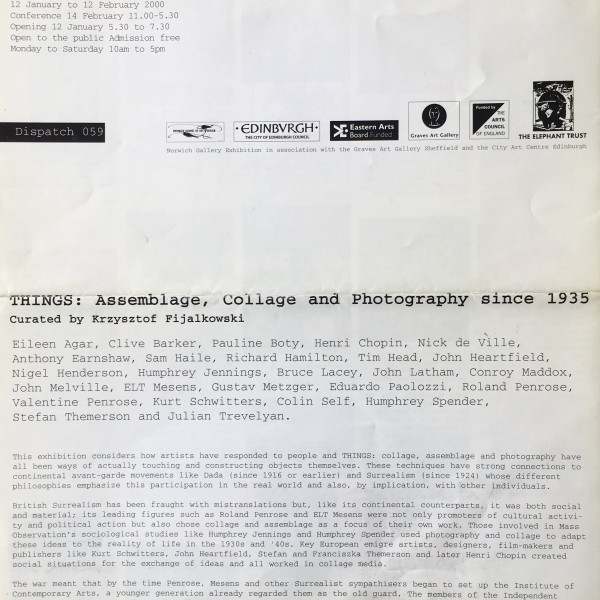 12 January to 12 February 2000
Conference 14 February 11.00-5.30
Opening 12 January 5.30 to 7.30
Open to the public Admission free
Monday to Saturday 10am to 5pm
Dispatch 059
·EDINBVRGH·
THE CITY OF EDINBURGH COUNCIL
Eastern Arts
Board Funded
Graves Art Gallery
Funded by
THE
ARTS
COUNCIL
OF ENGLAND
THE ELEPHANT TRUST
Norwich Gallery Exhibition in association with the Graves Art Gallery Sheffield and the City Art Centre Edinburgh
THINGS: Assemblage, Collage and Photography since 1935
Curated by Krzysztof Fijalkowski
Eileen Agar, Clive Barker, Pauline Boty, Henri Chopin, Nick de Ville,
Anthony Earnshaw, Sam Haile, Richard Hamilton, Tim Head, John Heartfield,
Nigel Henderson, Humphrey Jennings, Bruce Lacey, John Latham, Conroy Maddox,
John Melville, ELT Mesens, Gustav Metzger, Eduardo Paolozzi, Roland Penrose,
Valentine Penrose, Kurt Schwitters, Colin Self, Humphrey Spender,
Stefan Themerson and Julian Trevelyan.
This exhibition considers how artists have responded to people and THINGS: collage, assemblage and photography have
all been ways of actually touching and constructing objects themselves. These techniques have strong connections to
continental avant-garde movements like Dada (since 1916 or earlier) and Surrealism (since 1924) whose different
philosophies emphasize this participation in the real world and also, by implication, with other individuals.
British Surrealism has been fraught with mistranslations but, like its continental counterparts, it was both social
and material; its leading figures such as Roland Penrose and ELT Mesens were not only promoters of cultural activi-
ty and political action but also chose collage and assemblage as a focus of their own work. Those involved in Mass
Observation's sociological studies like Humphrey Jennings and Humphrey Spender used photography and collage to adapt
these ideas to the reality of life in the 1930s and '40s. Key European emigre artists, designers, film-makers and
publishers like Kurt Schwitters, John Heartfield, Stefan and Franciszka Themerson and later Henri Chopin created
social situations for the exchange of ideas and all worked in collage media.
The war meant that by the time Penrose, Mesens and other Surrealist sympathisers began to set up the Institute of
Contemporary Arts, a younger generation already regarded them as the old guard. The members of the Independent